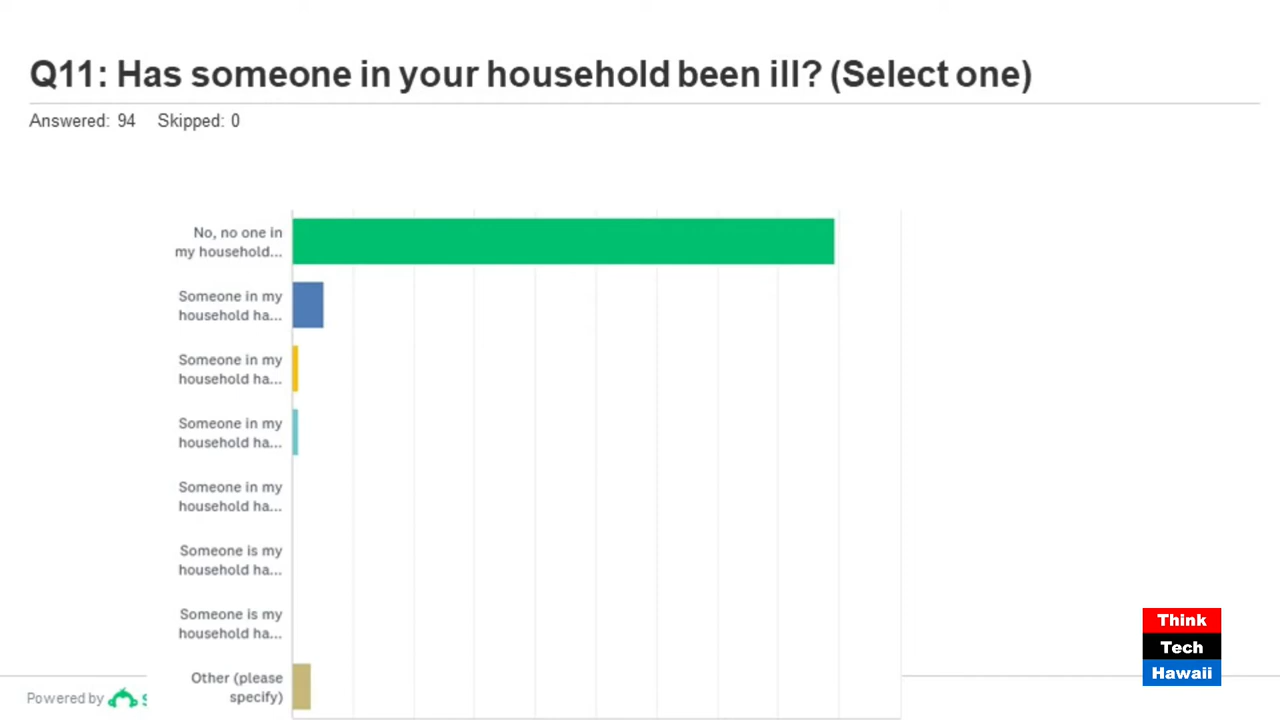 Q11: Has someone in your household been ill? (Select one)
Answered: 94 Skipped: 0
No, no one in
my household...
Someone in my
household ha...
Someone in my
household ha...
Someone in my
household ha...
Someone in my
household ha...
Someone is my
household ha...
Someone is my
household ha...
Other (please
specify)
Powered by
Think
Tech
Hawaii